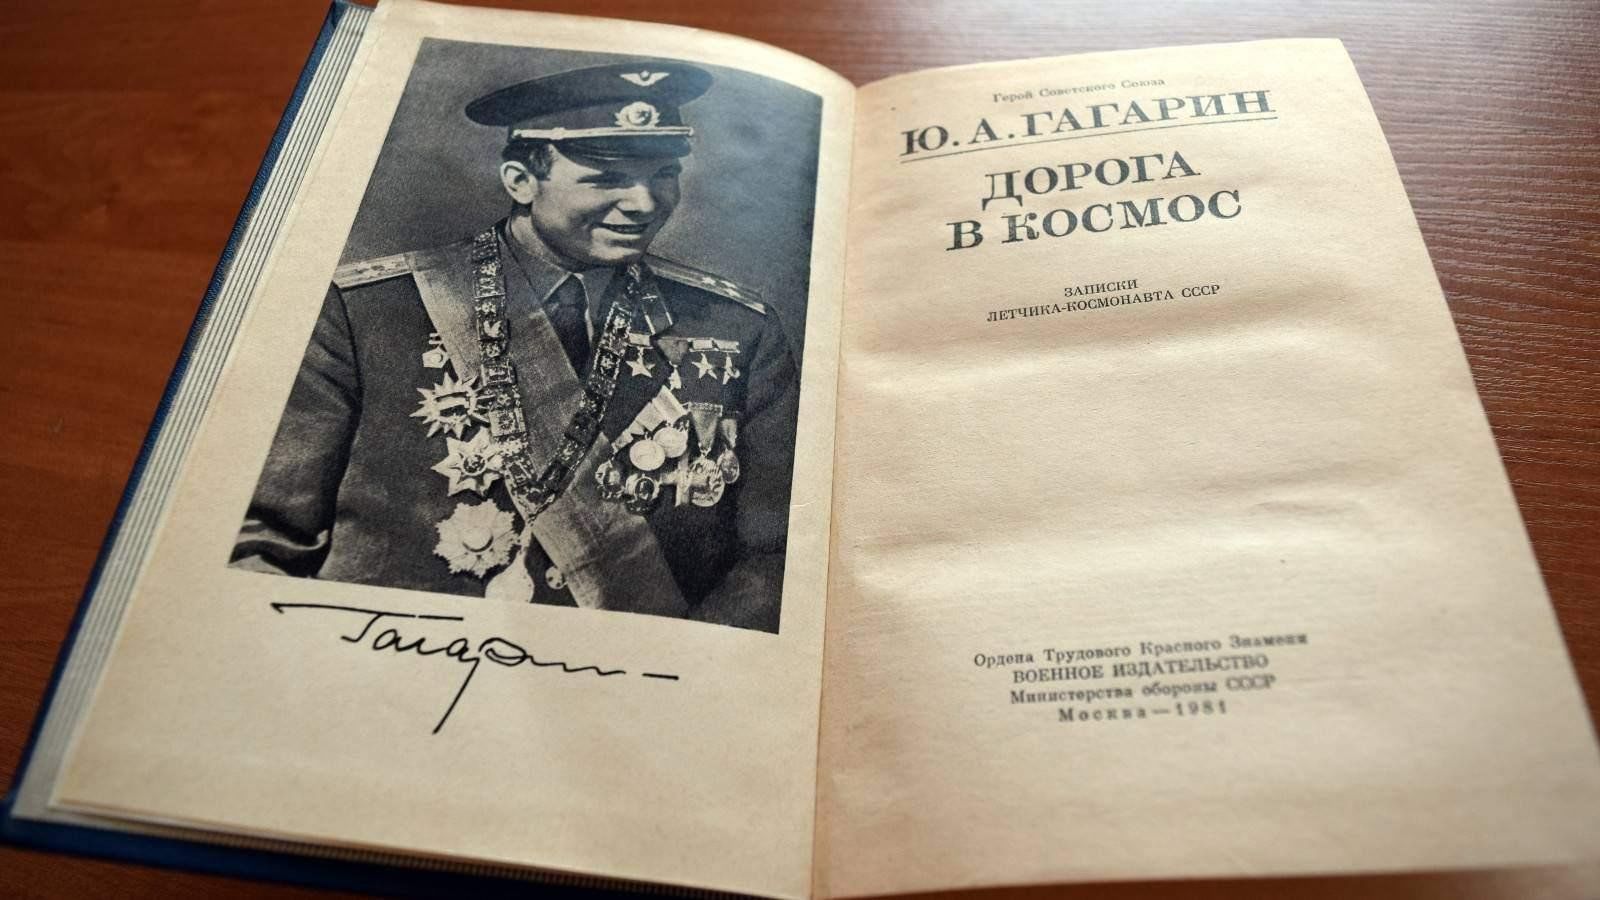 Гагарин
Герой Советского Союза
Ю. А. ГАГАРИН
ДОРОГА
В КОСМОС
ЗАПИСКИ
ЛЕТЧИКА-КОСМОНАВТА СССР
Ордена Трудового Красного Знамени
ВОЕННОЕ ИЗДАТЕЛЬСТВО
Министерства обороны СССР
Москва — 1981